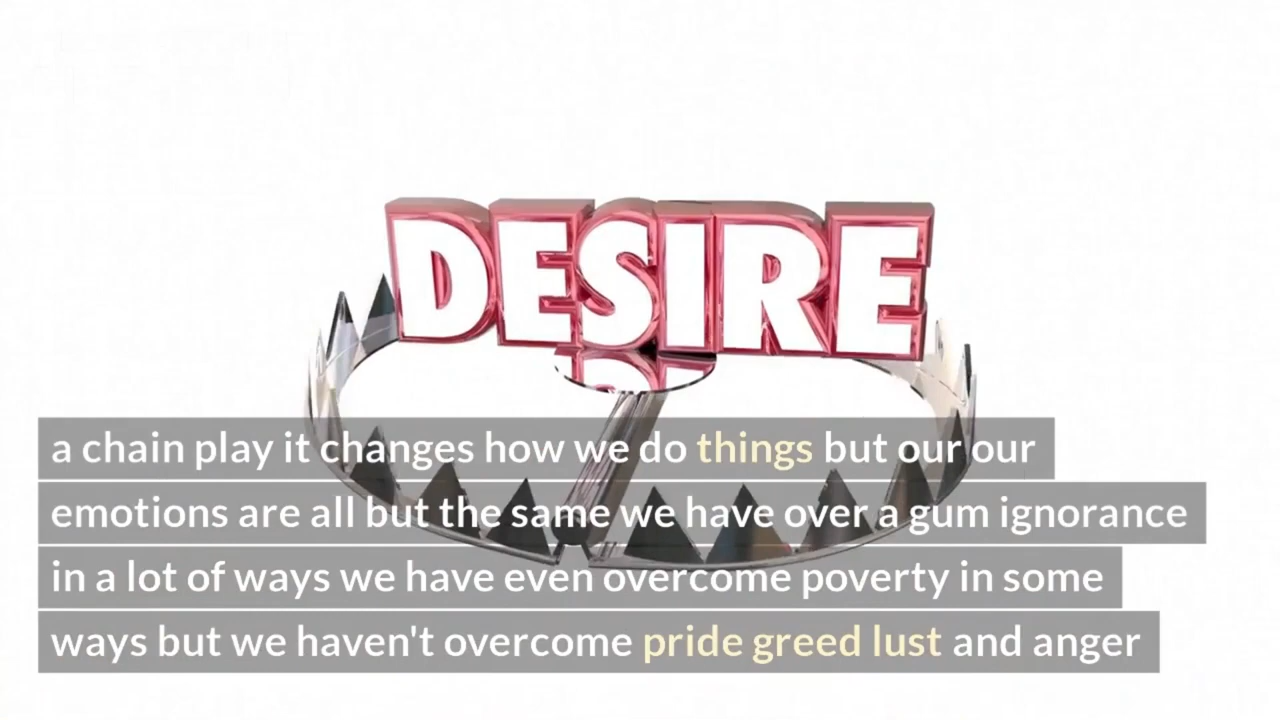 DESIRE
a chain play it changes how we do things but our our
emotions are all but the same we have over a gum ignorance
in a lot of ways we have even overcome poverty in some
ways but we haven't overcome pride greed lust and anger